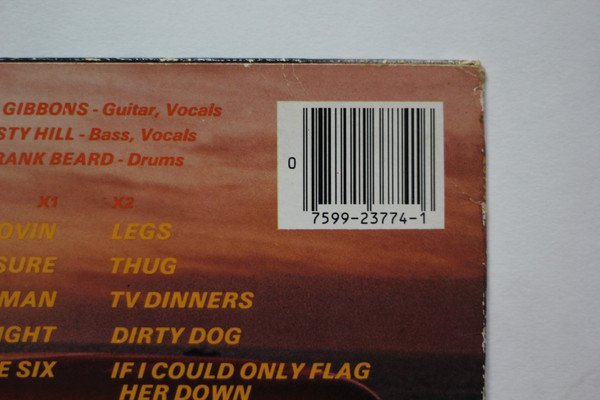 GIBBONS - Guitar, Vocals
STY HILL - Bass, Vocals
RANK BEARD - Drums
0
7599-23774-1
X1 X2
OVIN LEGS
SURE THUG
MAN TV DINNERS
IGHT DIRTY DOG
E SIX IF I COULD ONLY FLAG
HER DOWN